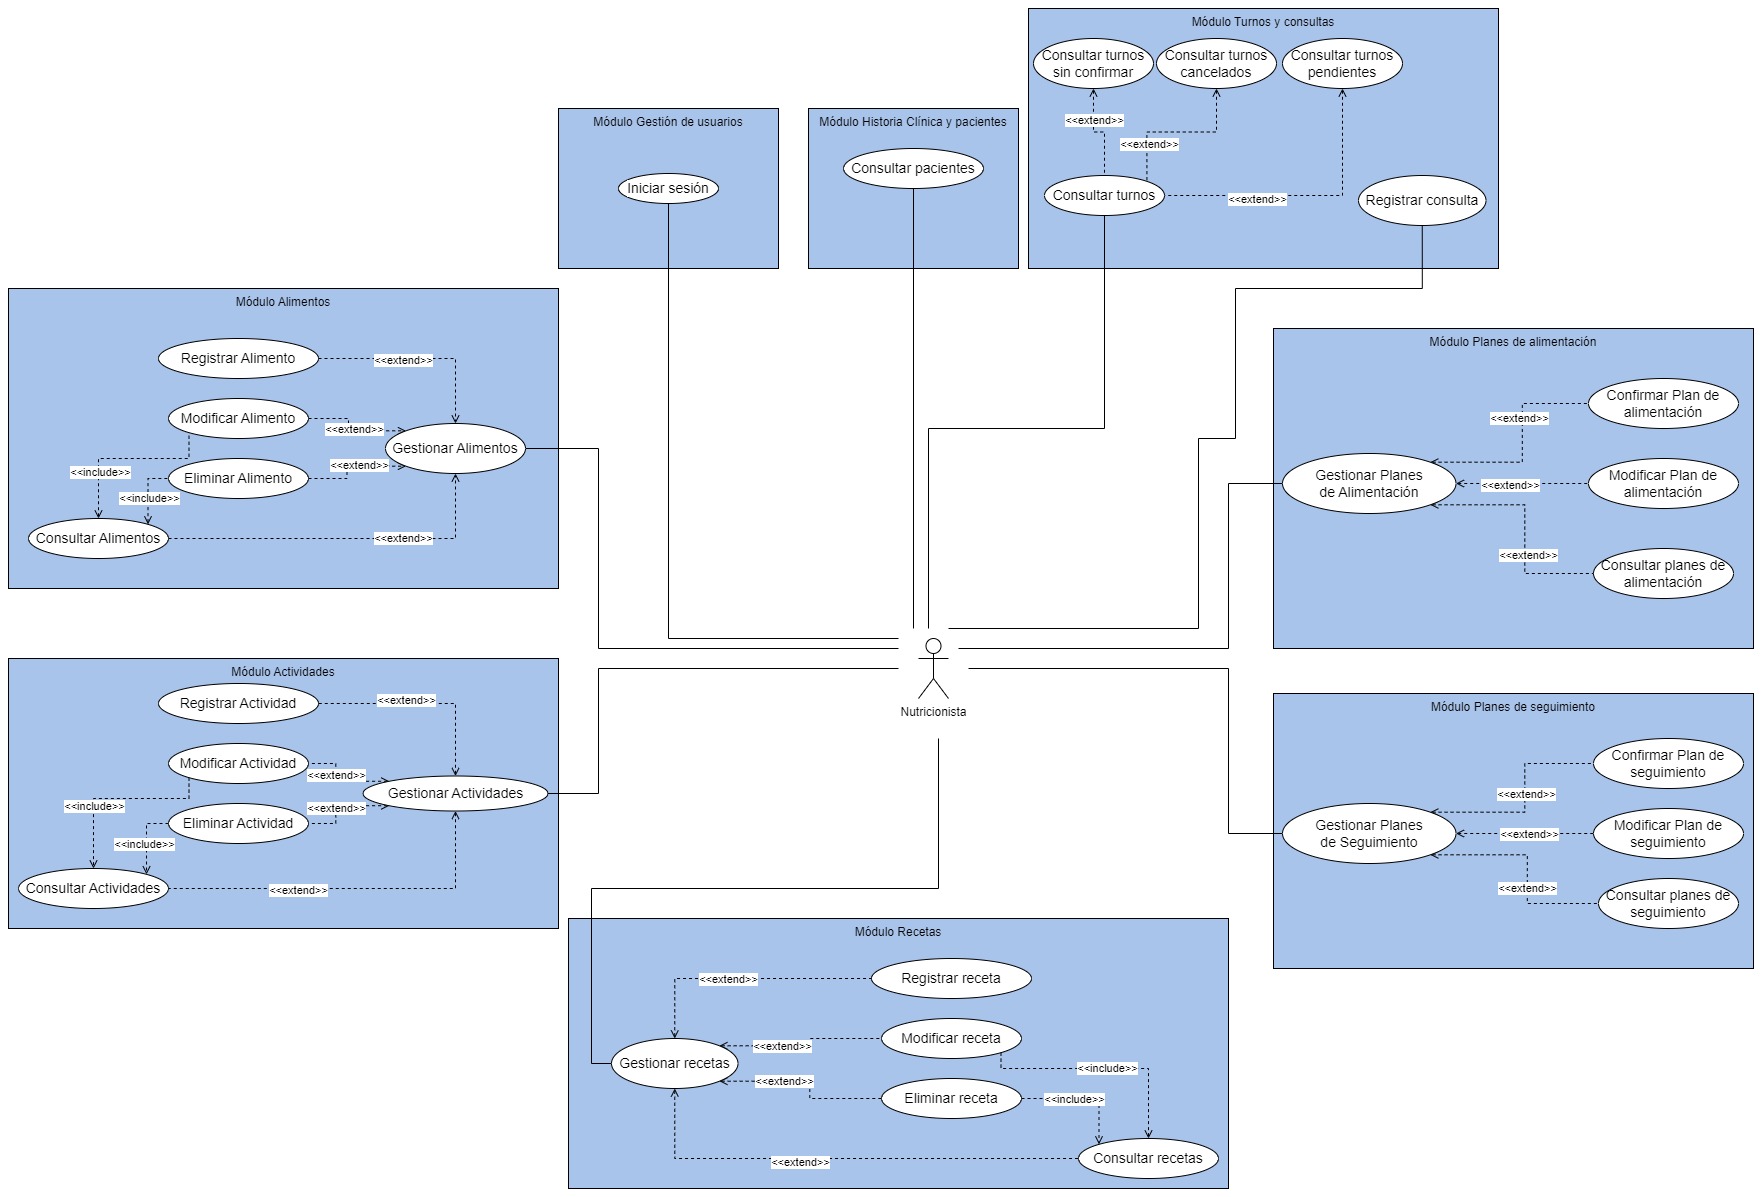 Módulo Turnos y consultas
Consultar turnos
sin confirmar
Consultar turnos
cancelados
Consultar turnos
pendientes
<<extend>>
<<extend>>
<<extend>>
Consultar turnos
Registrar consulta
Módulo Gestión de usuarios
Iniciar sesión
Módulo Historia Clínica y pacientes
Consultar pacientes
Módulo Alimentos
Registrar Alimento
<<extend>>
Modificar Alimento
<<extend>>
Gestionar Alimentos
<<include>>
<<extend>>
Eliminar Alimento
<<include>>
Consultar Alimentos
<<extend>>
Módulo Planes de alimentación
Confirmar Plan de
alimentación
<<extend>>
Gestionar Planes
de Alimentación
<<extend>>
Modificar Plan de
alimentación
<<extend>>
Consultar planes de
alimentación
Nutricionista
Módulo Actividades
Registrar Actividad
<<extend>>
Modificar Actividad
<<extend>>
Gestionar Actividades
<<include>>
<<extend>>
Eliminar Actividad
<<include>>
Consultar Actividades
<<extend>>
Módulo Planes de seguimiento
Confirmar Plan de
seguimiento
<<extend>>
Gestionar Planes
de Seguimiento
<<extend>>
Modificar Plan de
seguimiento
<<extend>>
Consultar planes de
seguimiento
Módulo Recetas
Registrar receta
<<extend>>
Modificar receta
<<extend>>
Gestionar recetas
<<include>>
<<extend>>
Eliminar receta
<<include>>
Consultar recetas
<<extend>>